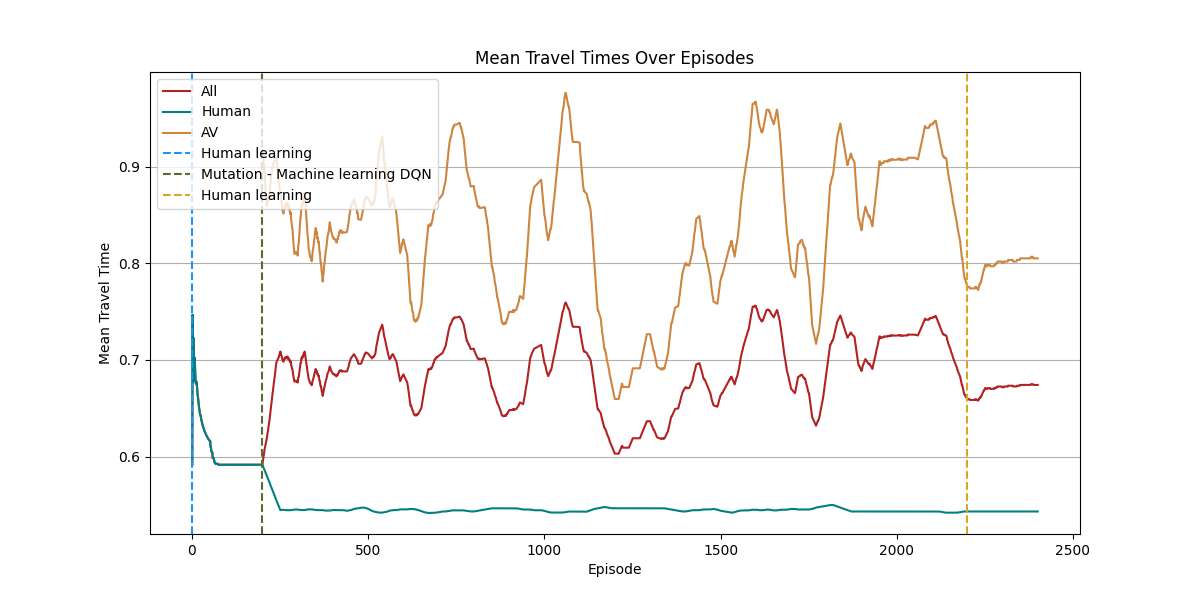 Mean Travel Times Over Episodes
All
Human
AV
Human learning
Mutation - Machine learning DQN
Human learning
0.9
0.8
0.7
0.6
Mean Travel Time
0
500
1000
1500
2000
2500
Episode